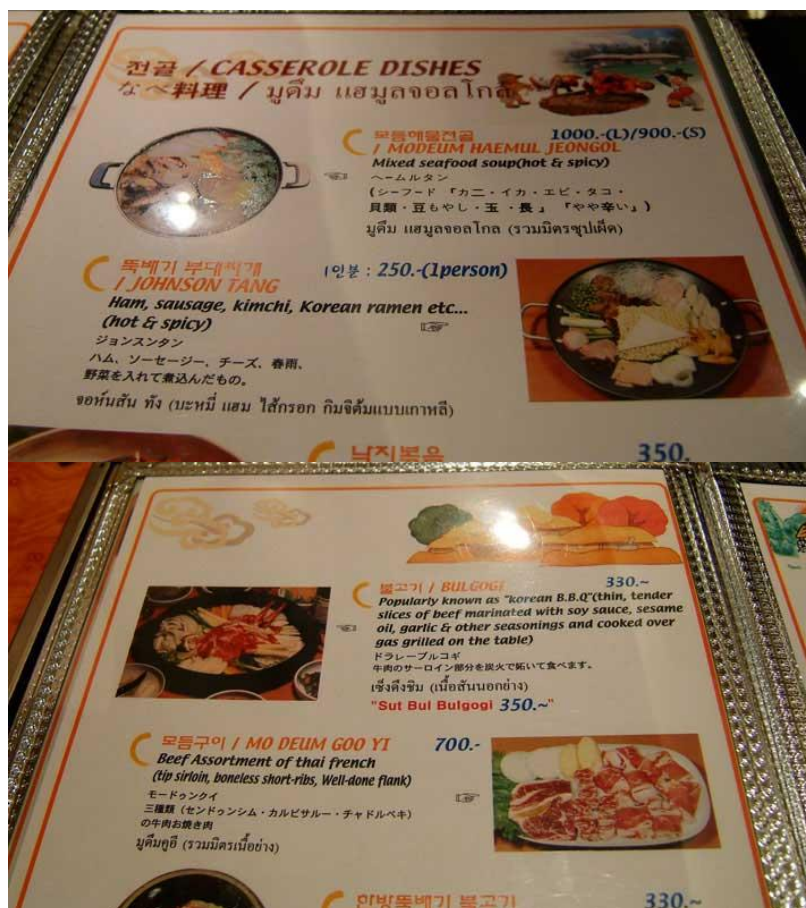 전골 / CASSEROLE DISHES
なべ料理 / มูดึม แฮมูลจอลโกล
모듬해물전골 1000.-(L)/900.-(S)
/ MODEUM HAEMUL JEONGOL
Mixed seafood soup(hot & spicy)
ヘームルタン
(シーフード 「カニ・イカ・エビ・タコ・
貝類・豆もやし・玉・長」 「やや辛い」)
มูดึม แฮมูลจอลโกล (รวมมิตรซุปเผ็ด)
뚝배기 부대찌개 1인분 : 250.-(1person)
/ JOHNSON TANG
Ham, sausage, kimchi, Korean ramen etc...
(hot & spicy)
ジョンスンタン
ハム、ソーセージー、チーズ、春雨、
野菜を入れて煮込んだもの。
จอห์นสัน ทัง (บะหมี่ แฮม ไส้กรอก กิมจิต้มแบบเกาหลี)
낙지볶음 350.
불고기 / BULGOGI 330.~
Popularly known as "korean B.B.Q"(thin, tender
slices of beef marinated with soy sauce, sesame
oil, garlic & other seasonings and cooked over
gas grilled on the table)
ドラレープルコギ
牛肉のサーロイン部分を炭火で拓いて食べます。
เซ็งคึงชิม (เนื้อสันนอกย่าง)
"Sut Bul Bulgogi 350.~"
모듬구이 / MO DEUM GOO YI 700.-
Beef Assortment of thai french
(tip sirloin, boneless short-ribs, Well-done flank)
モードゥンクイ
三種類（センドゥンシム・カルビサルー・チャドルベキ）
の牛肉お焼き肉
มูดึมคูอี (รวมมิตรเนื้อย่าง)
한방뚝배기 불고기 330.~